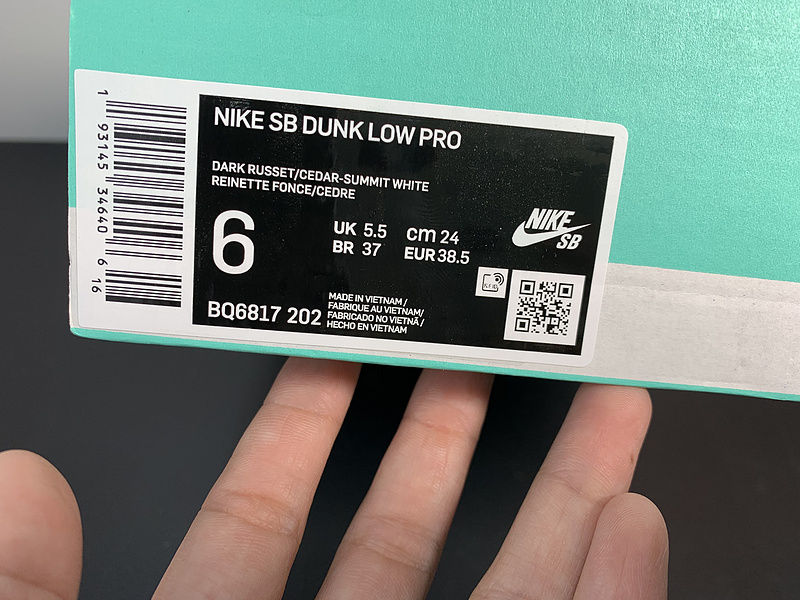 1 93145 34640 6 16
NIKE SB DUNK LOW PRO
DARK RUSSET/CEDAR-SUMMIT WHITE
REINETTE FONCE/CEDRE
6
UK 5.5 cm 24
BR 37 EUR 38.5
NIKE
SB
BQ6817 202
MADE IN VIETNAM /
FABRIQUE AU VIETNAM/
FABRICADO NO VIETNÃ /
HECHO EN VIETNAM